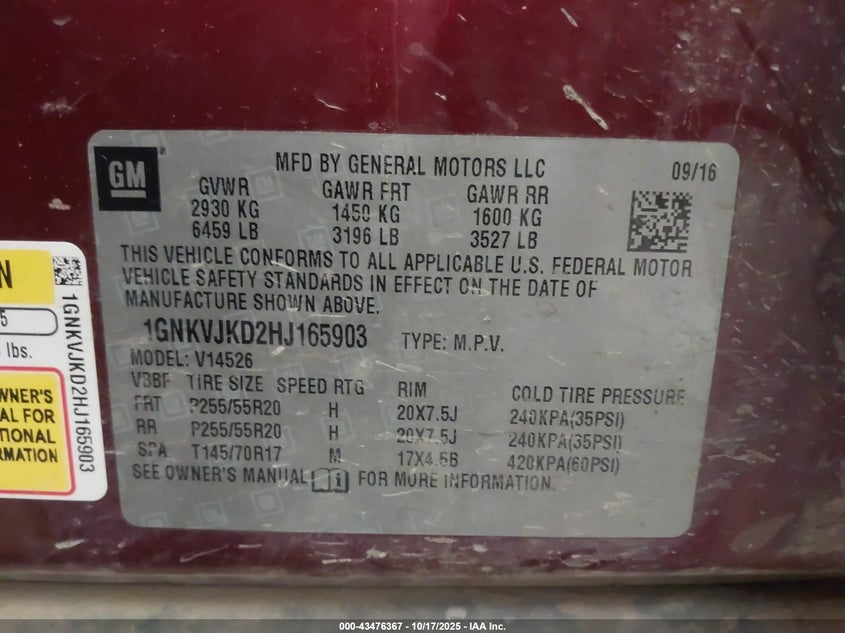 GM
MFD BY GENERAL MOTORS LLC 09/16
GVWR GAWR FRT GAWR RR
2930 KG 1450 KG 1600 KG
6459 LB 3196 LB 3527 LB
THIS VEHICLE CONFORMS TO ALL APPLICABLE U.S. FEDERAL MOTOR
VEHICLE SAFETY STANDARDS IN EFFECT ON THE DATE OF
MANUFACTURE SHOWN ABOVE.
1GNKVJKD2HJ165903 TYPE: M.P.V.
MODEL: V14526
VBBF TIRE SIZE SPEED RTG RIM COLD TIRE PRESSURE
FRT P255/55R20 H 20X7.5J 240KPA(35PSI)
RR P255/55R20 H 20X7.5J 240KPA(35PSI)
SPA T145/70R17 M 17X4.5B 420KPA(60PSI)
SEE OWNER'S MANUAL FOR MORE INFORMATION.
N
5
lbs.
OWNER'S
AL FOR
TIONAL
RMATION
1GNKVJKD2HJ165903
000-43476367 - 10/17/2025 - IAA Inc.